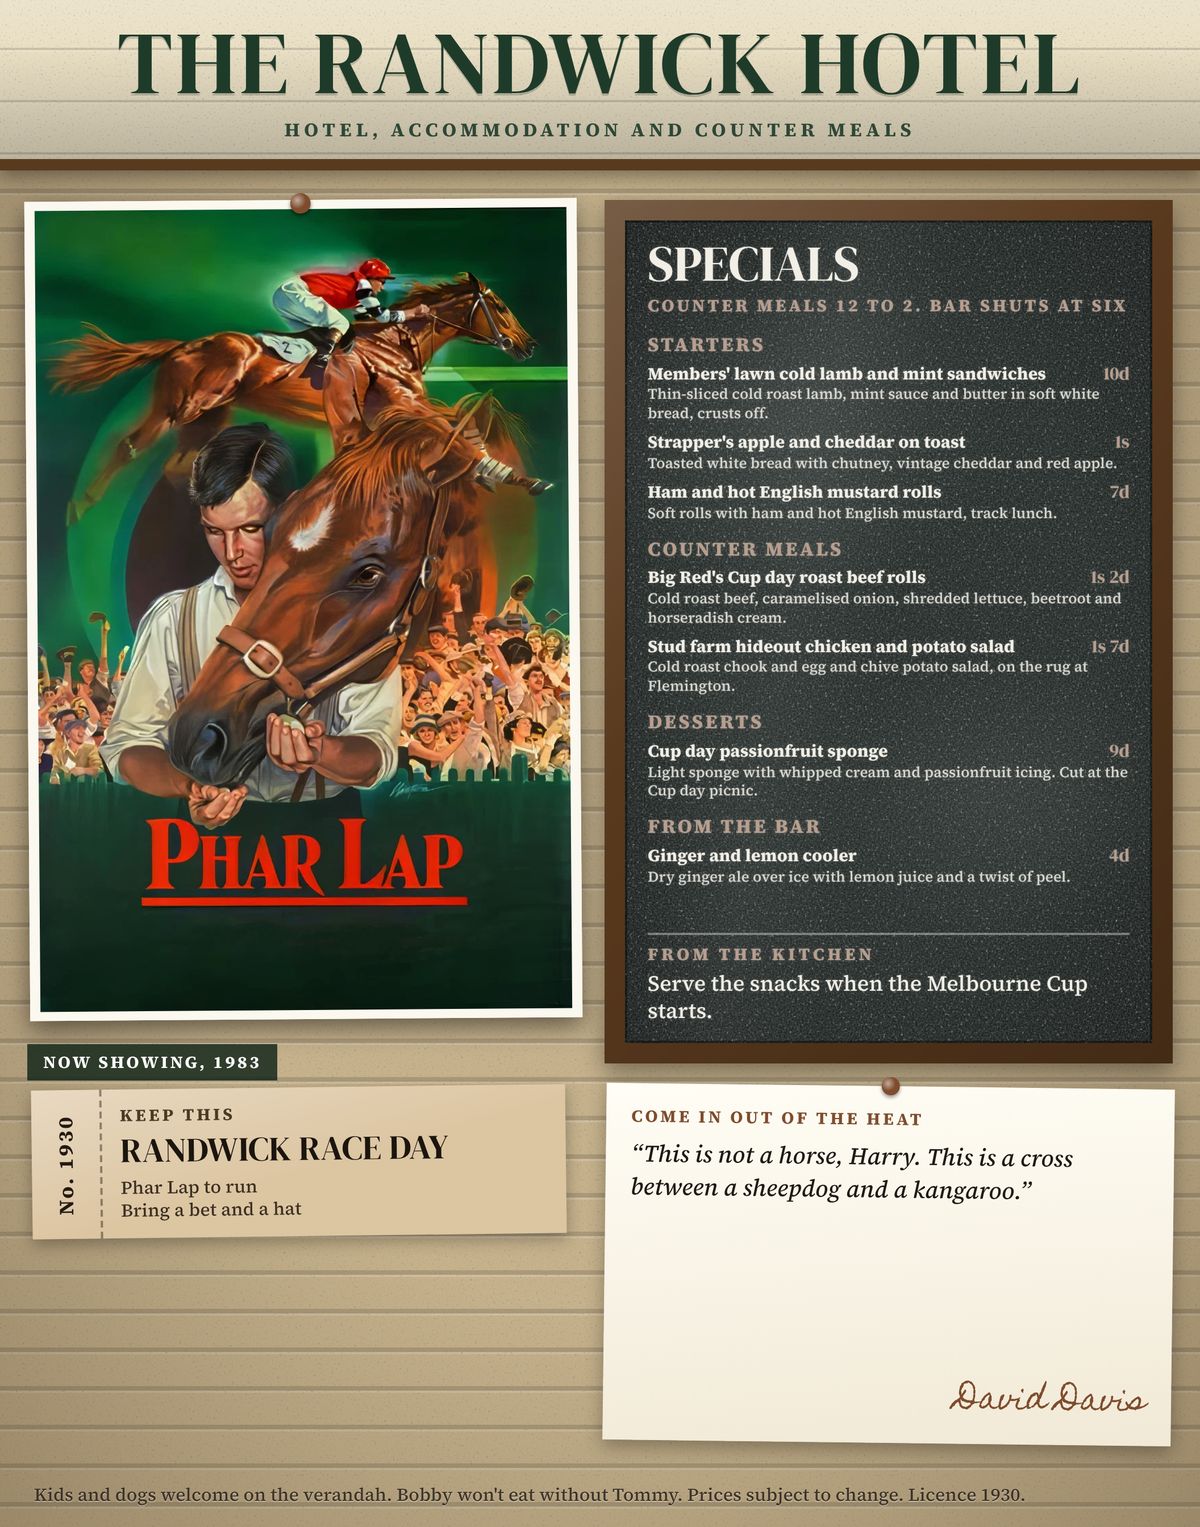 THE RANDWICK HOTEL
HOTEL, ACCOMMODATION AND COUNTER MEALS
2
PHAR LAP
NOW SHOWING, 1983
No. 1930
KEEP THIS
RANDWICK RACE DAY
Phar Lap to run
Bring a bet and a hat
SPECIALS
COUNTER MEALS 12 TO 2. BAR SHUTS AT SIX
STARTERS
Members' lawn cold lamb and mint sandwiches 10d
Thin-sliced cold roast lamb, mint sauce and butter in soft white
bread, crusts off.
Strapper's apple and cheddar on toast 1s
Toasted white bread with chutney, vintage cheddar and red apple.
Ham and hot English mustard rolls 7d
Soft rolls with ham and hot English mustard, track lunch.
COUNTER MEALS
Big Red's Cup day roast beef rolls 1s 2d
Cold roast beef, caramelised onion, shredded lettuce, beetroot and
horseradish cream.
Stud farm hideout chicken and potato salad 1s 7d
Cold roast chook and egg and chive potato salad, on the rug at
Flemington.
DESSERTS
Cup day passionfruit sponge 9d
Light sponge with whipped cream and passionfruit icing. Cut at the
Cup day picnic.
FROM THE BAR
Ginger and lemon cooler 4d
Dry ginger ale over ice with lemon juice and a twist of peel.
FROM THE KITCHEN
Serve the snacks when the Melbourne Cup
starts.
COME IN OUT OF THE HEAT
“This is not a horse, Harry. This is a cross
between a sheepdog and a kangaroo.”
David Davis
Kids and dogs welcome on the verandah. Bobby won't eat without Tommy. Prices subject to change. Licence 1930.